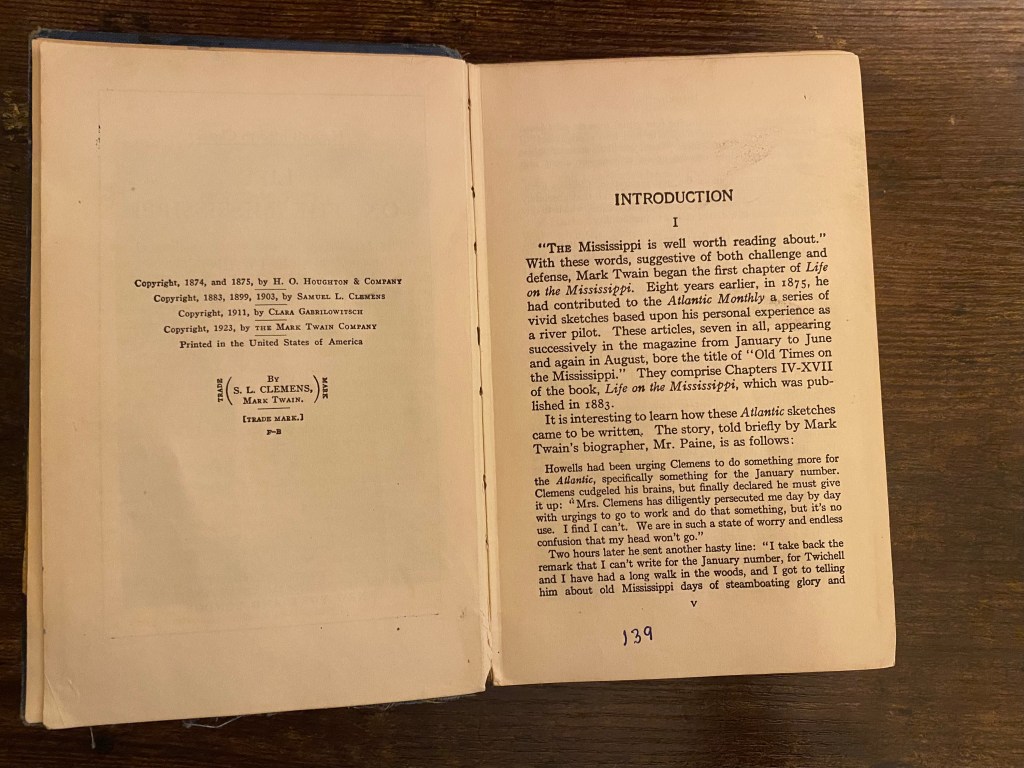 Copyright, 1874, and 1875, by H. O. Houghton & Company
Copyright, 1883, 1899, 1903, by Samuel L. Clemens
Copyright, 1911, by Clara Gabrilowitsch
Copyright, 1923, by the Mark Twain Company
Printed in the United States of America
By
TRADE (S. L. CLEMENS,) MARK
Mark Twain.
[TRADE MARK.]
F-B
INTRODUCTION
I
"The Mississippi is well worth reading about."
With these words, suggestive of both challenge and
defense, Mark Twain began the first chapter of Life
on the Mississippi. Eight years earlier, in 1875, he
had contributed to the Atlantic Monthly a series of
vivid sketches based upon his personal experience as
a river pilot. These articles, seven in all, appearing
successively in the magazine from January to June
and again in August, bore the title of "Old Times on
the Mississippi." They comprise Chapters IV-XVII
of the book, Life on the Mississippi, which was pub-
lished in 1883.
It is interesting to learn how these Atlantic sketches
came to be written. The story, told briefly by Mark
Twain's biographer, Mr. Paine, is as follows:
Howells had been urging Clemens to do something more for
the Atlantic, specifically something for the January number.
Clemens cudgeled his brains, but finally declared he must give
it up: "Mrs. Clemens has diligently persecuted me day by day
with urgings to go to work and do that something, but it's no
use. I find I can't. We are in such a state of worry and endless
confusion that my head won't go."
Two hours later he sent another hasty line: "I take back the
remark that I can't write for the January number, for Twichell
and I have had a long walk in the woods, and I got to telling
him about old Mississippi days of steamboating glory and
v
139